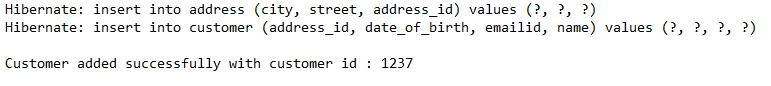 Hibernate: insert into address (city, street, address_id) values (?, ?, ?)
Hibernate: insert into customer (address_id, date_of_birth, emailid, name) values (?, ?, ?, ?)
Customer added successfully with customer id : 1237